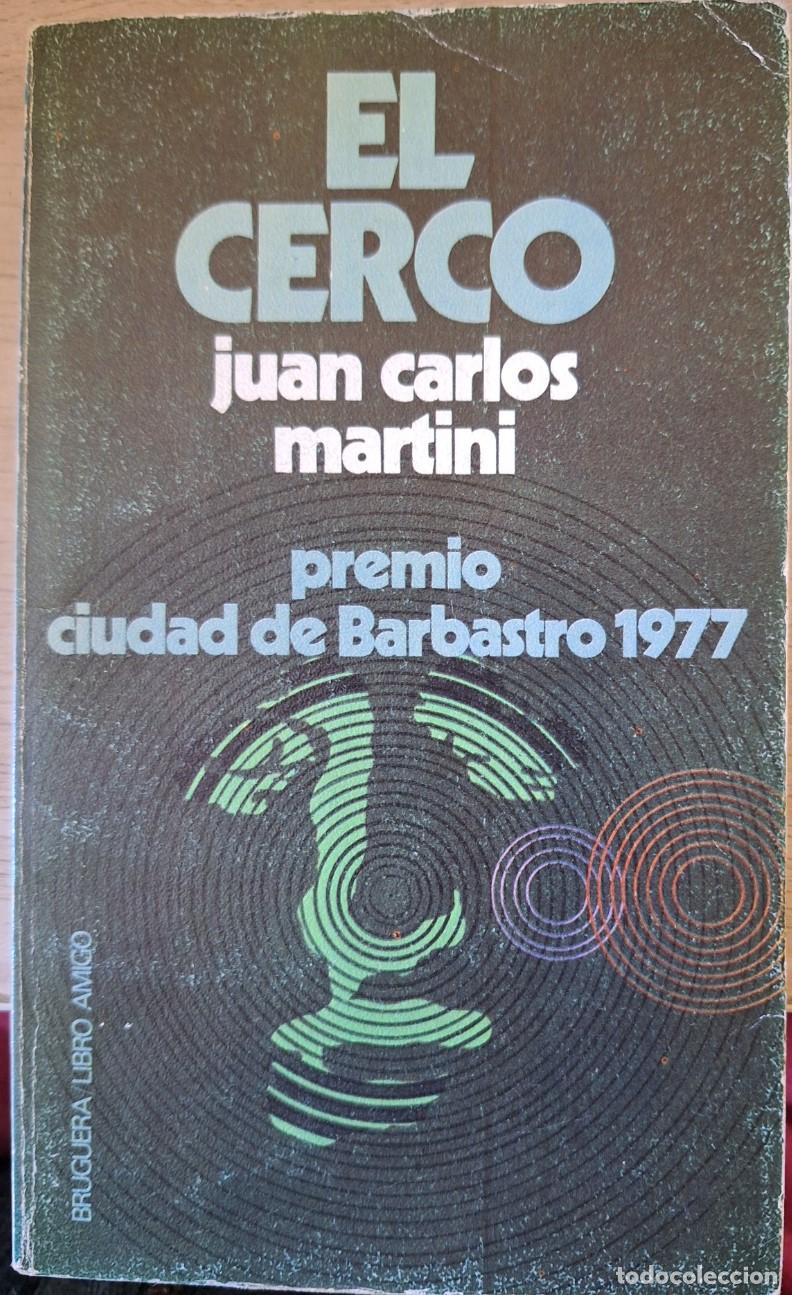 EL
CERCO
juan carlos
martini
premio
ciudad de Barbastro 1977
BRUGUERA/LIBRO AMIGO
todocoleccion